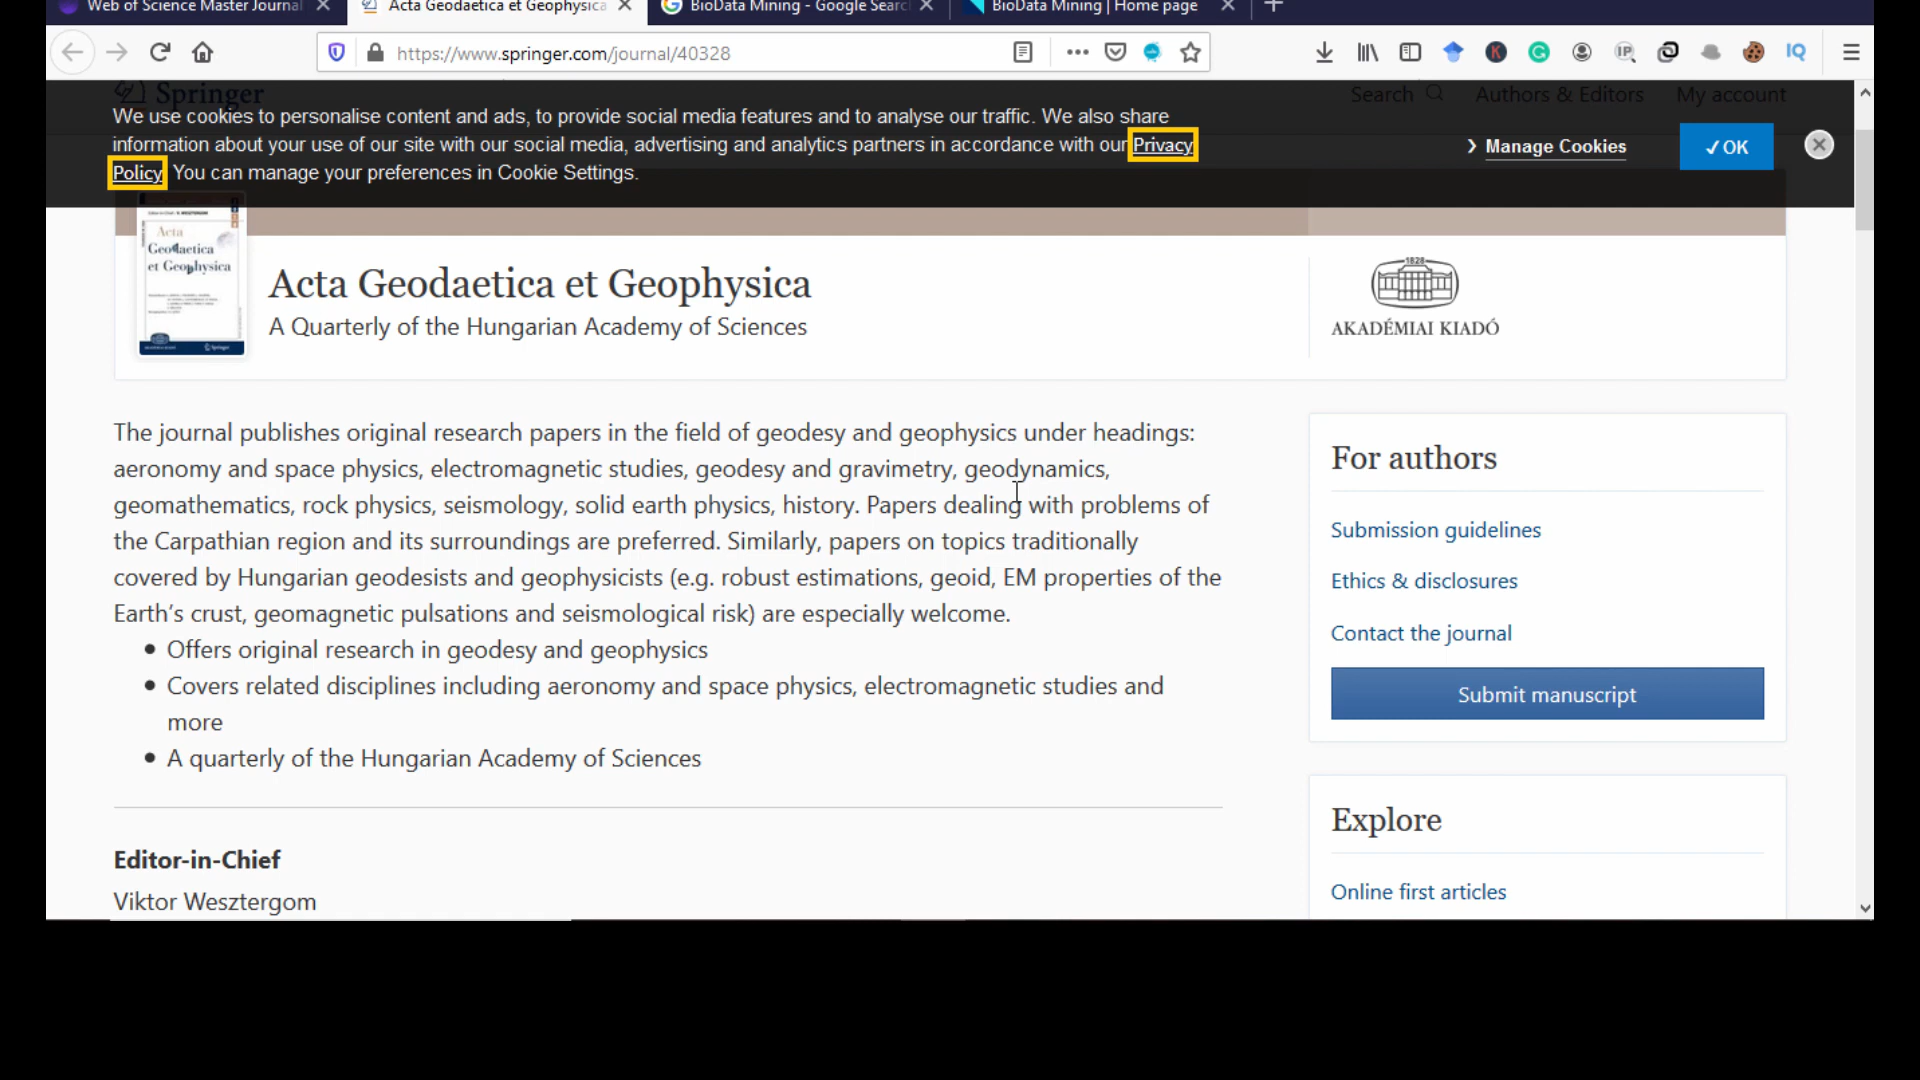 Web of Science Master Journal
Acta Geodaetica et Geophysica
BioData Mining - Google Searc
BioData Mining | Home page
https://www.springer.com/journal/40328
IQ
Springer
Search
Authors & Editors
My account
We use cookies to personalise content and ads, to provide social media features and to analyse our traffic. We also share
information about your use of our site with our social media, advertising and analytics partners in accordance with our Privacy
Policy. You can manage your preferences in Cookie Settings.
Manage Cookies
✓OK
Acta
Geodaetica
et Geophysica
Acta Geodaetica et Geophysica
A Quarterly of the Hungarian Academy of Sciences
1828
AKADÉMIAI KIADÓ
The journal publishes original research papers in the field of geodesy and geophysics under headings:
aeronomy and space physics, electromagnetic studies, geodesy and gravimetry, geodynamics,
geomathematics, rock physics, seismology, solid earth physics, history. Papers dealing with problems of
the Carpathian region and its surroundings are preferred. Similarly, papers on topics traditionally
covered by Hungarian geodesists and geophysicists (e.g. robust estimations, geoid, EM properties of the
Earth's crust, geomagnetic pulsations and seismological risk) are especially welcome.
• Offers original research in geodesy and geophysics
• Covers related disciplines including aeronomy and space physics, electromagnetic studies and
more
• A quarterly of the Hungarian Academy of Sciences
Editor-in-Chief
Viktor Wesztergom
For authors
Submission guidelines
Ethics & disclosures
Contact the journal
Submit manuscript
Explore
Online first articles